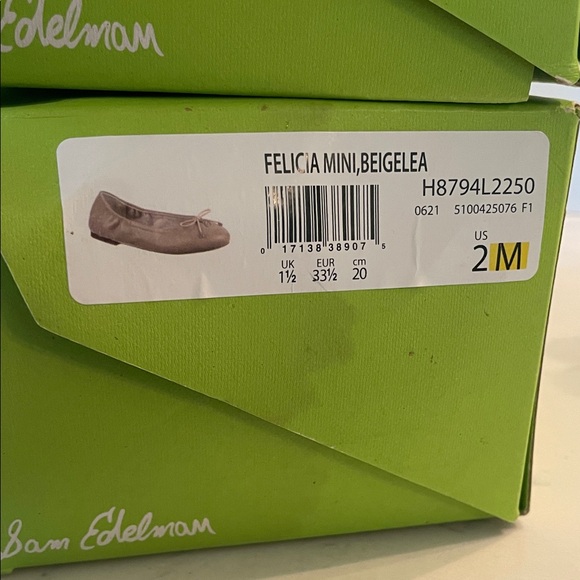 Edelman
FELICIA MINI,BEIGELEA
H8794L2250
0621 5100425076 F1
0 17138 38907 5
US
2 M
UK EUR cm
1½ 33½ 20
Sam Edelman